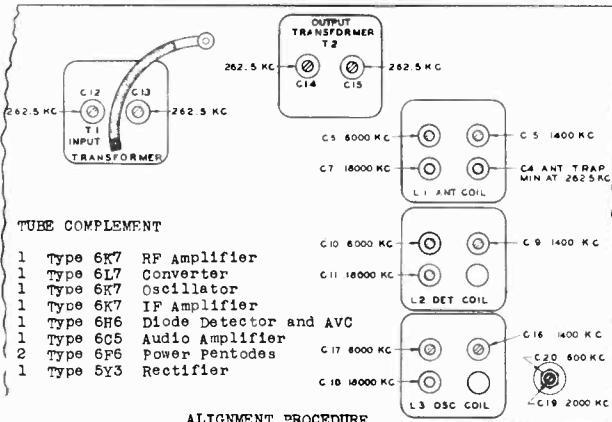 OUTPUT
TRANSFORMER
T2
262.5 KC
262.5 KC
C14
C15
C12
C13
262.5 KC
262.5 KC
T1
INPUT
TRANSFORMER
C5 6000 KC
C 5 1400 KC
C7 18000 KC
C4 ANT TRAP
MIN AT 262.5KC
L1 ANT COIL
TUBE COMPLEMENT
1 Type 6K7 RF Amplifier
1 Type 6L7 Converter
1 Type 6K7 Oscillator
1 Type 6K7 IF Amplifier
1 Type 6H6 Diode Detector and AVC
1 Type 6C5 Audio Amplifier
2 Type 6F6 Power Pentodes
1 Type 5Y3 Rectifier
C10 6000 KC
C 9 1400 KC
C11 18000 KC
L2 DET COIL
C17 6000 KC
C16 1400 KC
C20 600 KC
C18 18000 KC
C19 2000 KC
L3 OSC COIL
ALIGNMENT PROCEDURE